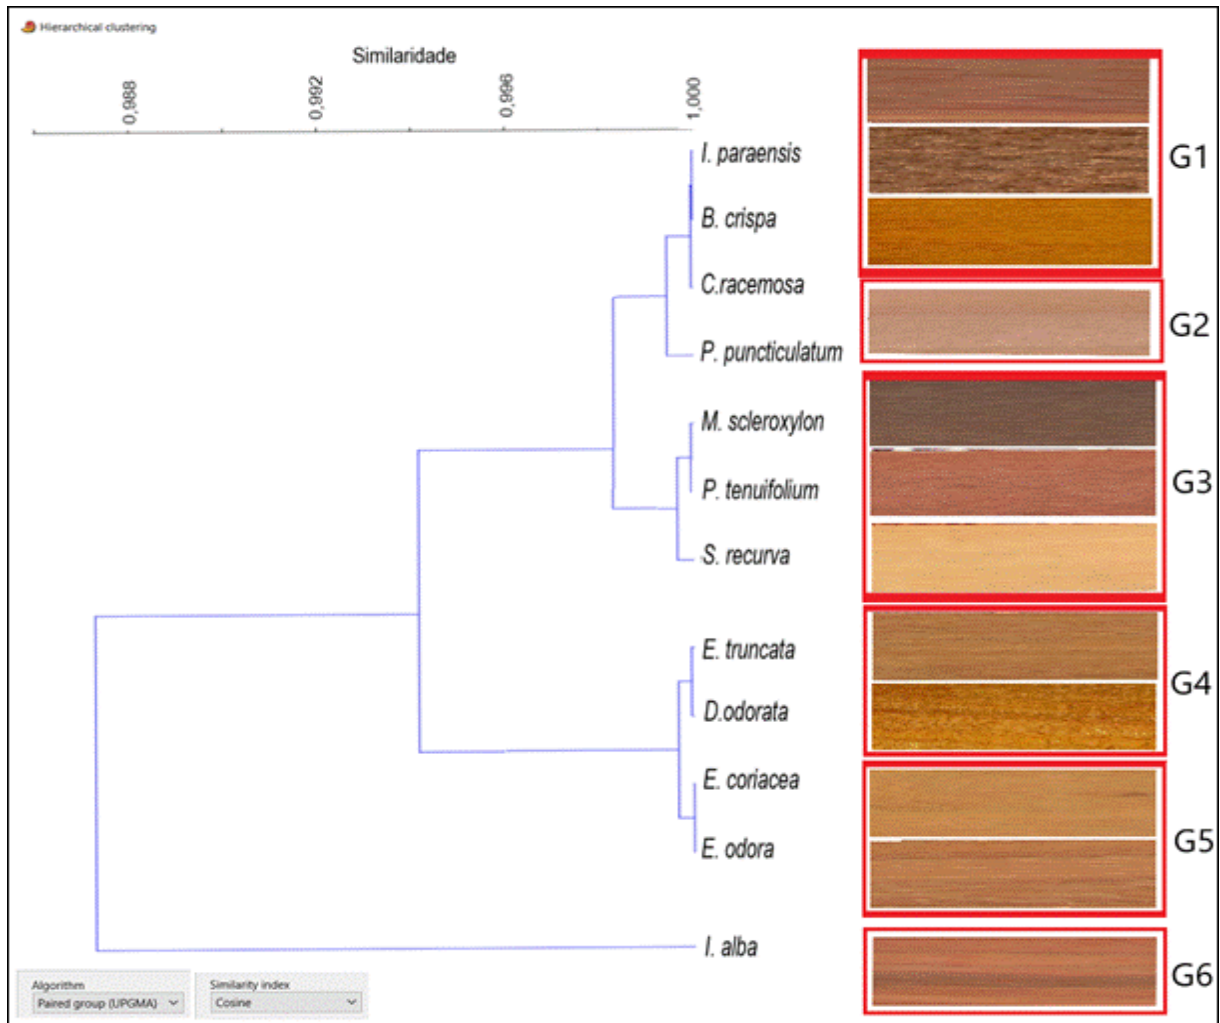 Hierarchical clustering
Similaridade
0,988
0,992
0,996
1,000
I. paraensis
B. crispa
C.racemosa
P. puncticulatum
M. scleroxylon
P. tenuifolium
S. recurva
E. truncata
D.odorata
E. coriacea
E. odora
I. alba
G1
G2
G3
G4
G5
G6
Algorithm
Paired group (UPGMA)
Similarity index
Cosine